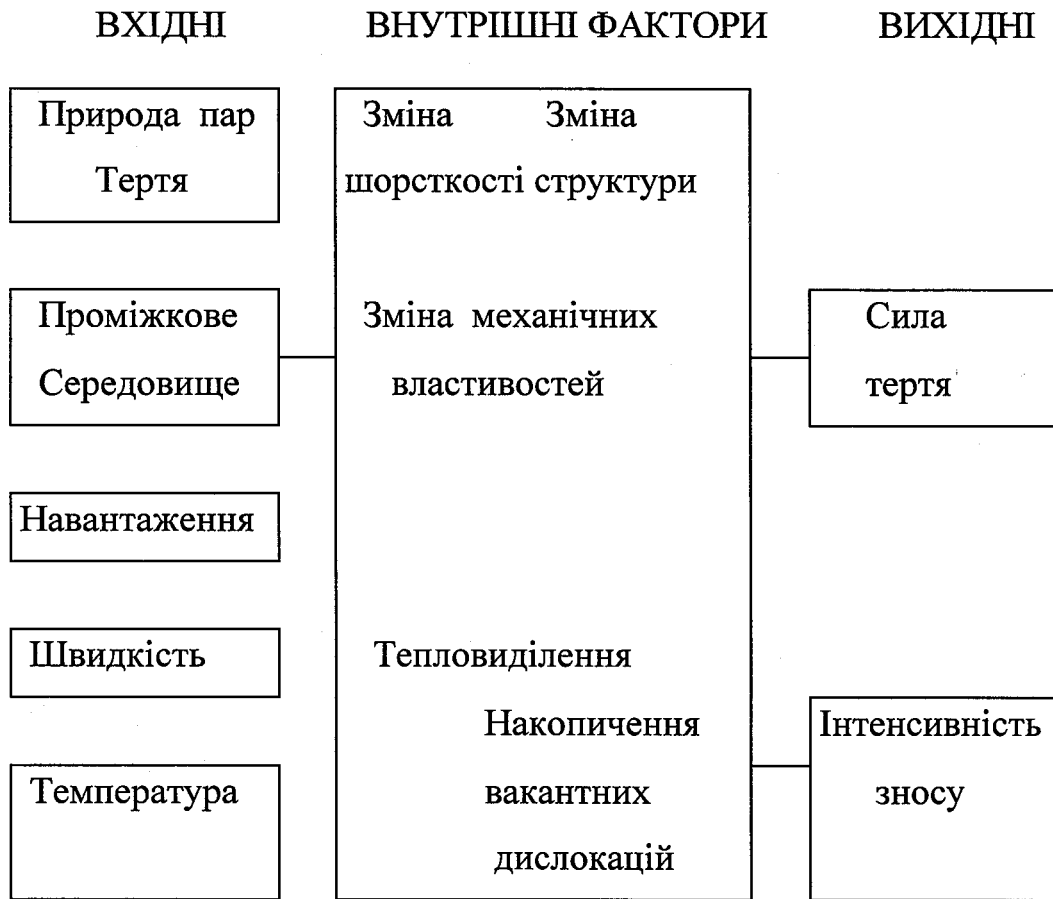 ВХІДНІ
ВНУТРІШНІ ФАКТОРИ
ВИХІДНІ
Природа пар
Тертя
Проміжкове
Середовище
Навантаження
Швидкість
Температура
Зміна Зміна
шорсткості структури
Зміна механічних
властивостей
Тепловиділення
Накопичення
вакантних
дислокацій
Сила
тертя
Інтенсивність
зносу